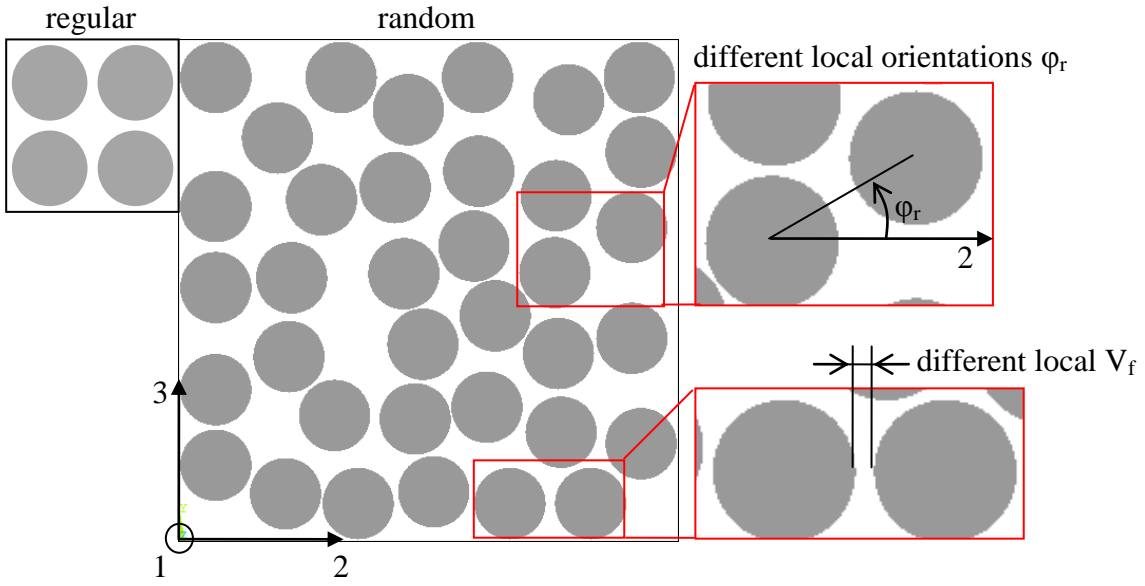 regular
random
different local orientations φr
φr
2
different local Vf
3
Y
1
2